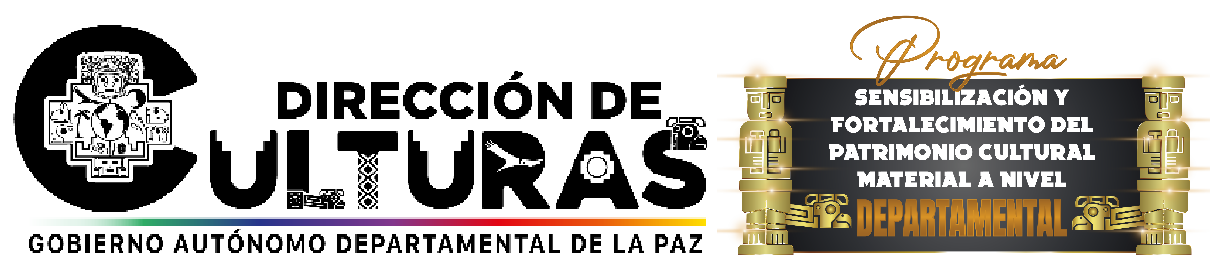 DIRECCIÓN DE
CULTURAS
GOBIERNO AUTÓNOMO DEPARTAMENTAL DE LA PAZ
Programa
SENSIBILIZACIÓN Y
FORTALECIMIENTO DEL
PATRIMONIO CULTURAL
MATERIAL A NIVEL
DEPARTAMENTAL